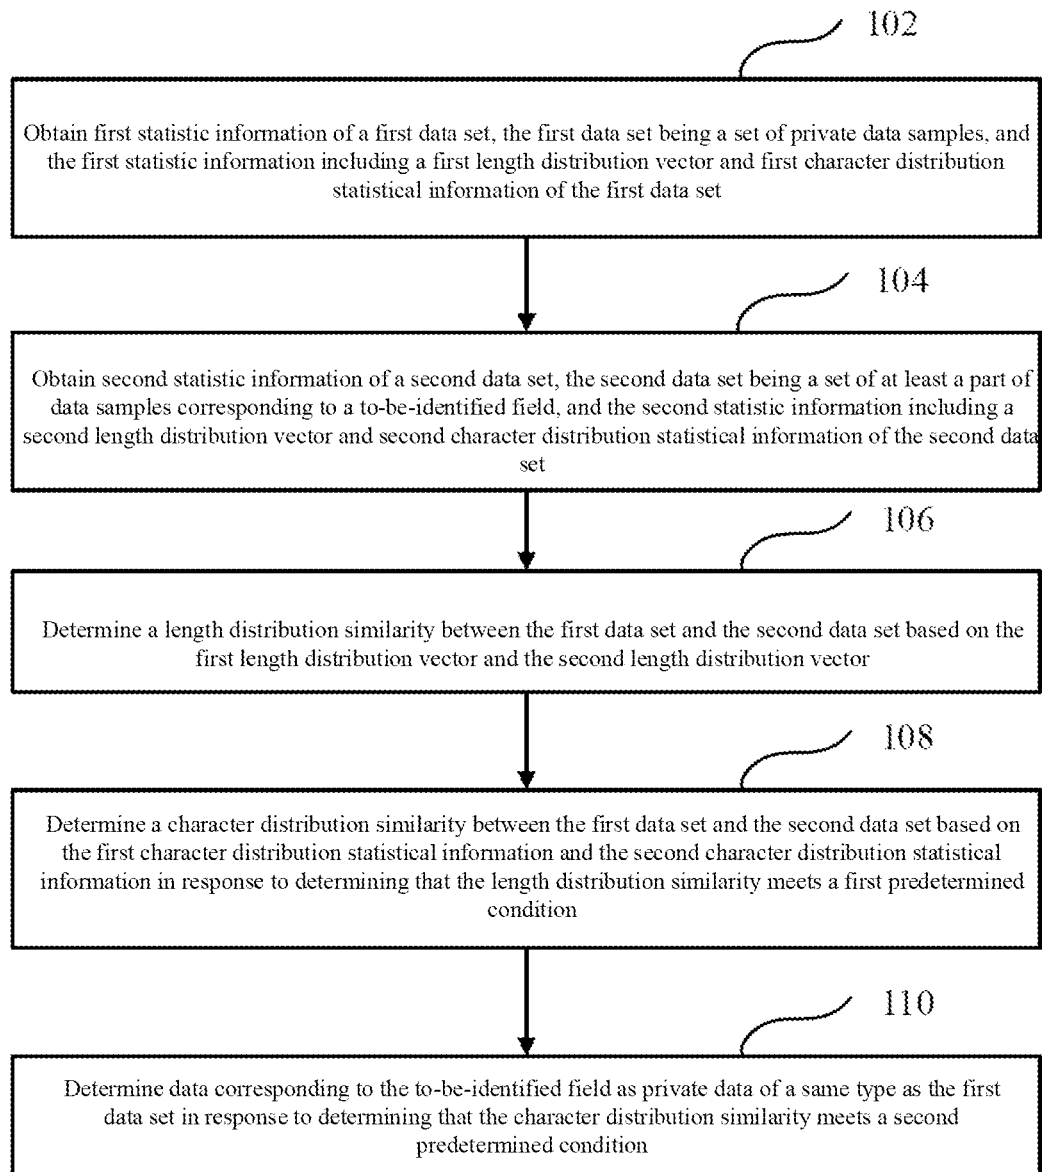 102
Obtain first statistic information of a first data set, the first data set being a set of private data samples, and
the first statistic information including a first length distribution vector and first character distribution
statistical information of the first data set
104
Obtain second statistic information of a second data set, the second data set being a set of at least a part of
data samples corresponding to a to-be-identified field, and the second statistic information including a
second length distribution vector and second character distribution statistical information of the second data
set
106
Determine a length distribution similarity between the first data set and the second data set based on the
first length distribution vector and the second length distribution vector
108
Determine a character distribution similarity between the first data set and the second data set based on
the first character distribution statistical information and the second character distribution statistical
information in response to determining that the length distribution similarity meets a first predetermined
condition
110
Determine data corresponding to the to-be-identified field as private data of a same type as the first
data set in response to determining that the character distribution similarity meets a second
predetermined condition